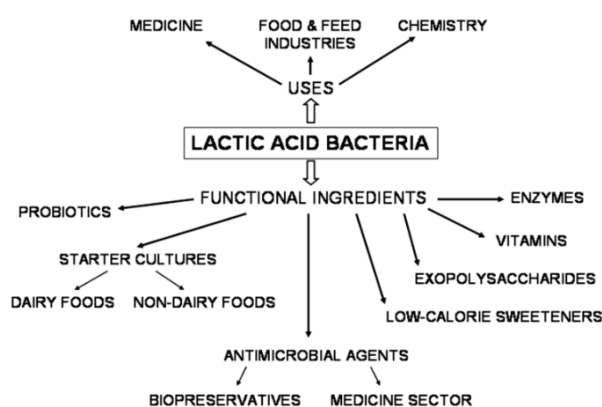 MEDICINE
FOOD & FEED
INDUSTRIES
CHEMISTRY
USES
LACTIC ACID BACTERIA
FUNCTIONAL INGREDIENTS
ENZYMES
PROBIOTICS
VITAMINS
STARTER CULTURES
EXOPOLYSACCHARIDES
DAIRY FOODS
NON-DAIRY FOODS
LOW-CALORIE SWEETENERS
ANTIMICROBIAL AGENTS
BIOPRESERVATIVES
MEDICINE SECTOR